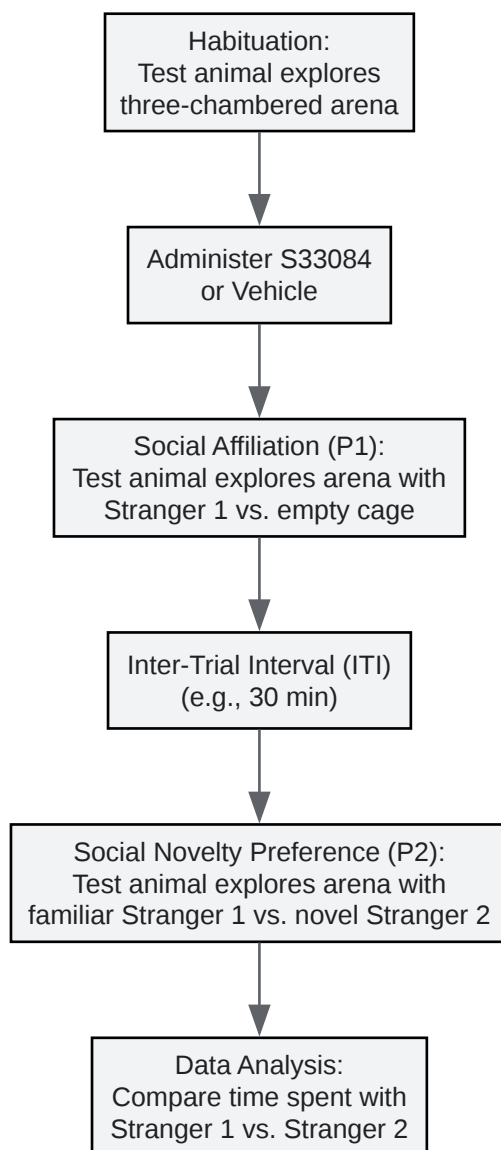 Habituation:
Test animal explores
three-chambered arena
Administer S33084
or Vehicle
Social Affiliation (P1):
Test animal explores arena with
Stranger 1 vs. empty cage
Inter-Trial Interval (ITI)
(e.g., 30 min)
Social Novelty Preference (P2):
Test animal explores arena with
familiar Stranger 1 vs. novel Stranger 2
Data Analysis:
Compare time spent with
Stranger 1 vs. Stranger 2